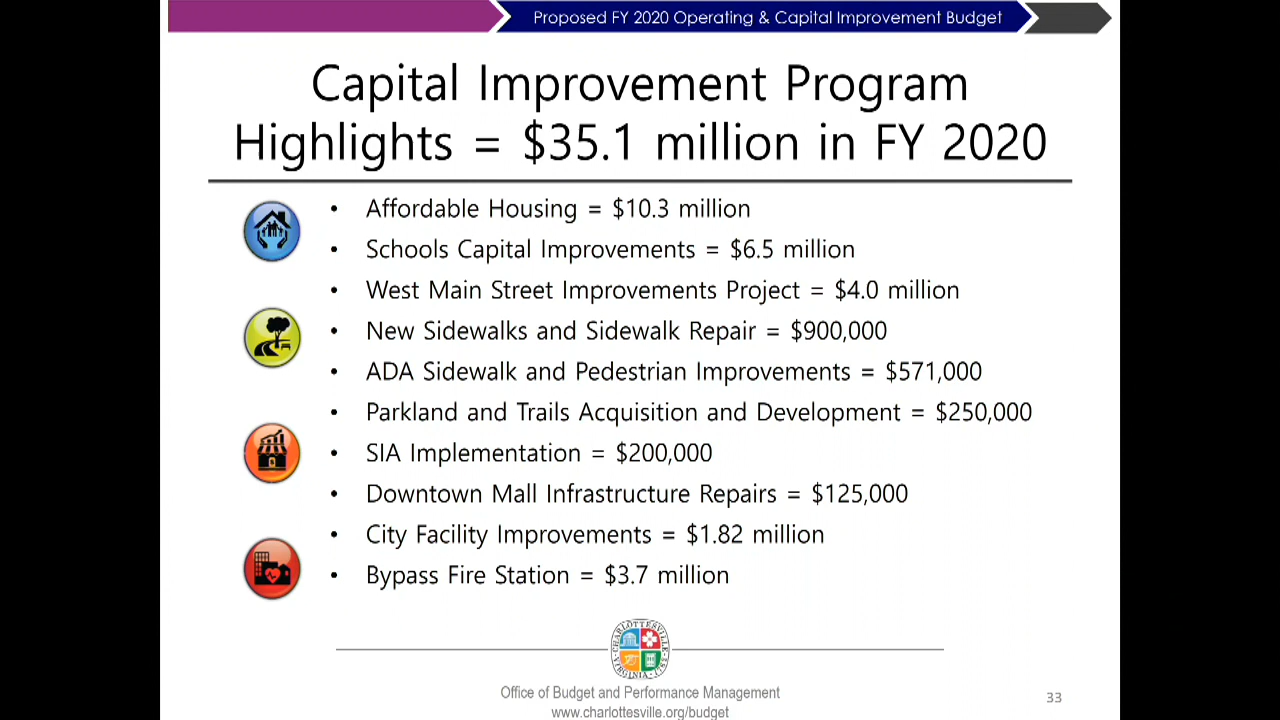 Proposed FY 2020 Operating & Capital Improvement Budget
Capital Improvement Program
Highlights = $35.1 million in FY 2020
• Affordable Housing = $10.3 million
• Schools Capital Improvements = $6.5 million
• West Main Street Improvements Project = $4.0 million
• New Sidewalks and Sidewalk Repair = $900,000
• ADA Sidewalk and Pedestrian Improvements = $571,000
• Parkland and Trails Acquisition and Development = $250,000
• SIA Implementation = $200,000
• Downtown Mall Infrastructure Repairs = $125,000
• City Facility Improvements = $1.82 million
• Bypass Fire Station = $3.7 million
CHARLOTTESVILLE
VIRGINIA
Office of Budget and Performance Management
www.charlottesville.org/budget
33